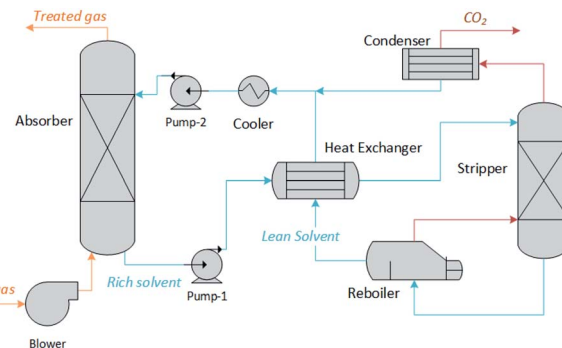 Treated gas
CO2
Condenser
Absorber
Pump-2
Cooler
Heat Exchanger
Stripper
Lean Solvent
Rich solvent
Pump-1
Reboiler
Blower